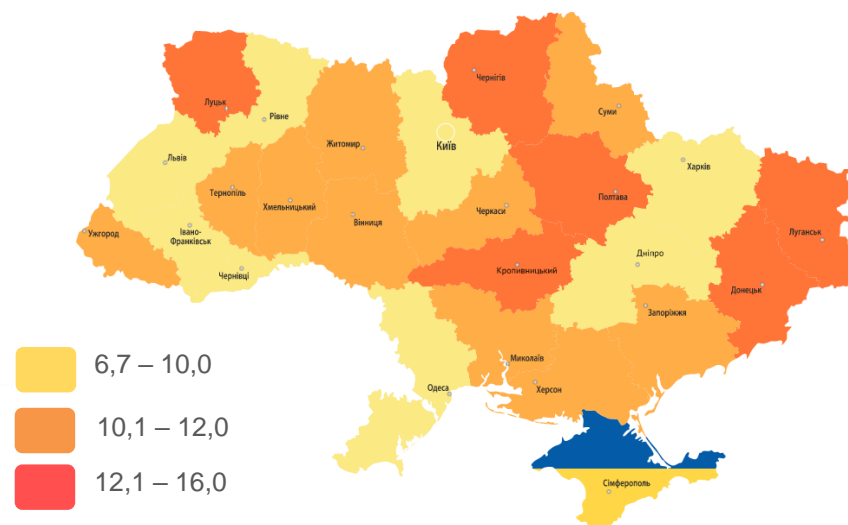 Чернігів
Луцьк
Суми
Рівне
Київ
Житомир
Львів
Харків
Тернопіль
Полтава
Хмельницький
Черкаси
Вінниця
Ужгород
Івано-
Франківськ
Луганськ
Дніпро
Чернівці
Кропивницький
Донецьк
Запоріжжя
6,7 – 10,0
Миколаїв
Одеса
Херсон
10,1 – 12,0
12,1 – 16,0
Сімферополь